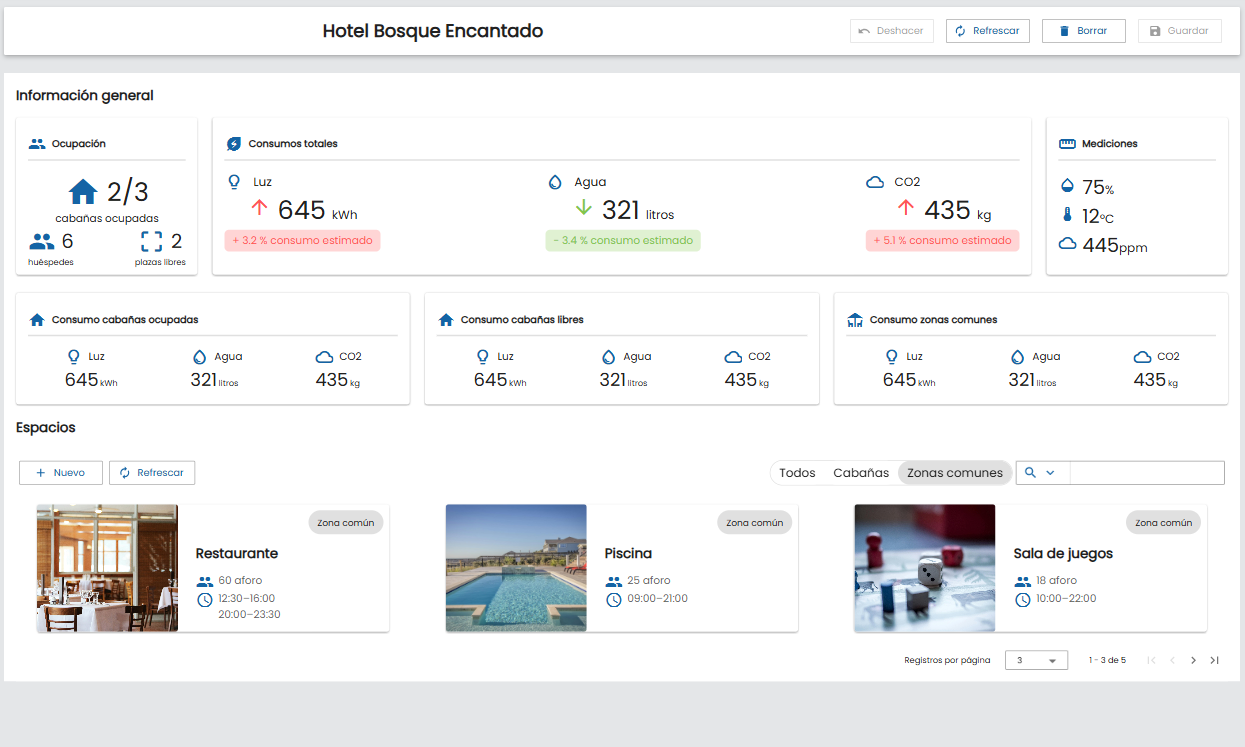 Hotel Bosque Encantado
Deshacer
Refrescar
Borrar
Guardar
Información general
Ocupación
2/3
cabañas ocupadas
6
huéspedes
2
plazas libres
Consumos totales
Luz
645 kWh
+ 3.2 % consumo estimado
Agua
321 litros
- 3.4 % consumo estimado
CO2
435 kg
+ 5.1 % consumo estimado
Mediciones
75%
12ºC
445ppm
Consumo cabañas ocupadas
Luz
645 kWh
Agua
321 litros
CO2
435 kg
Consumo cabañas libres
Luz
645 kWh
Agua
321 litros
CO2
435 kg
Consumo zonas comunes
Luz
645 kWh
Agua
321 litros
CO2
435 kg
Espacios
+ Nuevo
Refrescar
Todos
Cabañas
Zonas comunes
Zona común
Restaurante
60 aforo
12:30–16:00
20:00–23:30
Zona común
Piscina
25 aforo
09:00–21:00
Zona común
Sala de juegos
18 aforo
10:00–22:00
Registros por página
3
1 - 3 de 5